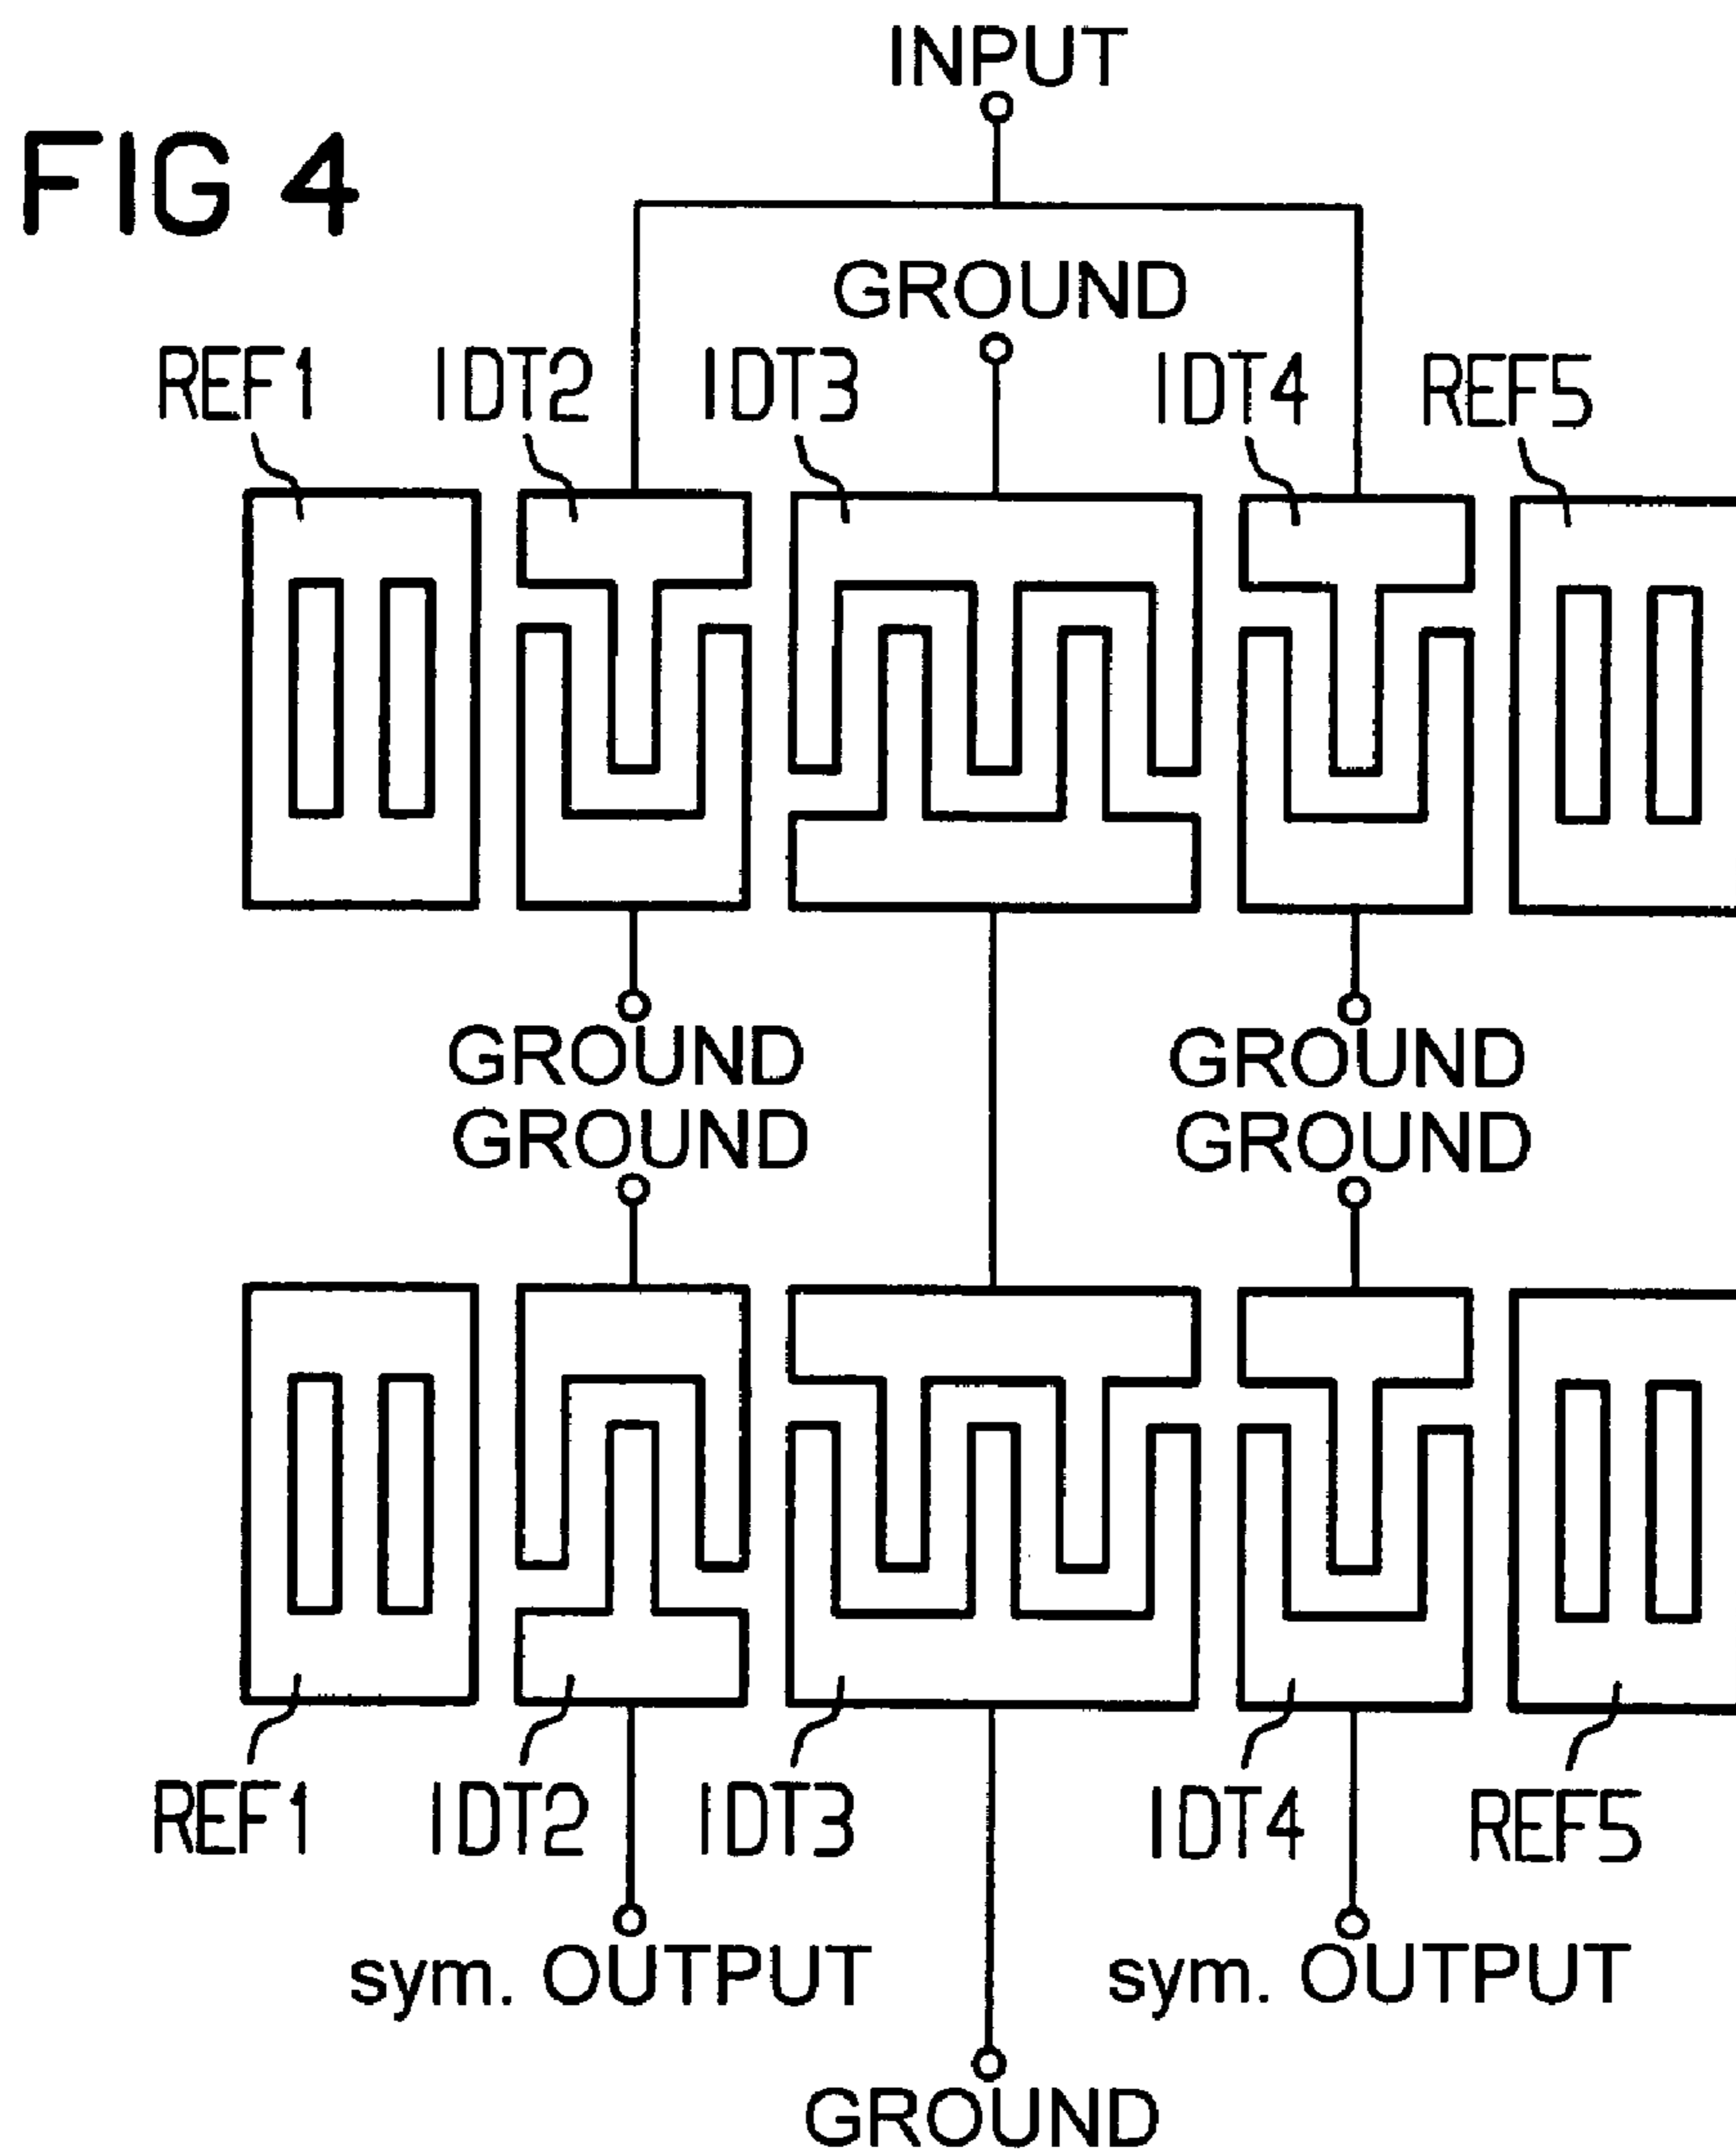 INPUT
FIG 4
GROUND
REF1 IDT2 IDT3 IDT4 REF5
GROUND GROUND
GROUND GROUND
REF1 IDT2 IDT3 IDT4 REF5
sym. OUTPUT sym. OUTPUT
GROUND